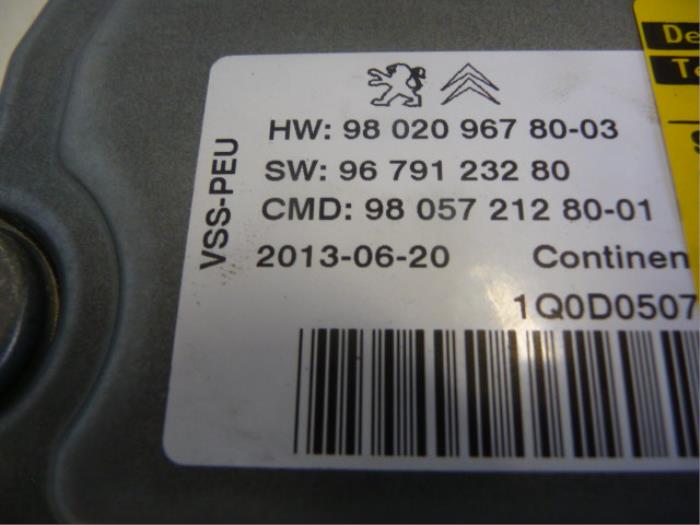 De
Te
S
HW: 98 020 967 80-03
SW: 96 791 232 80
CMD: 98 057 212 80-01
2013-06-20 Continen
1Q0D0507
VSS-PEU